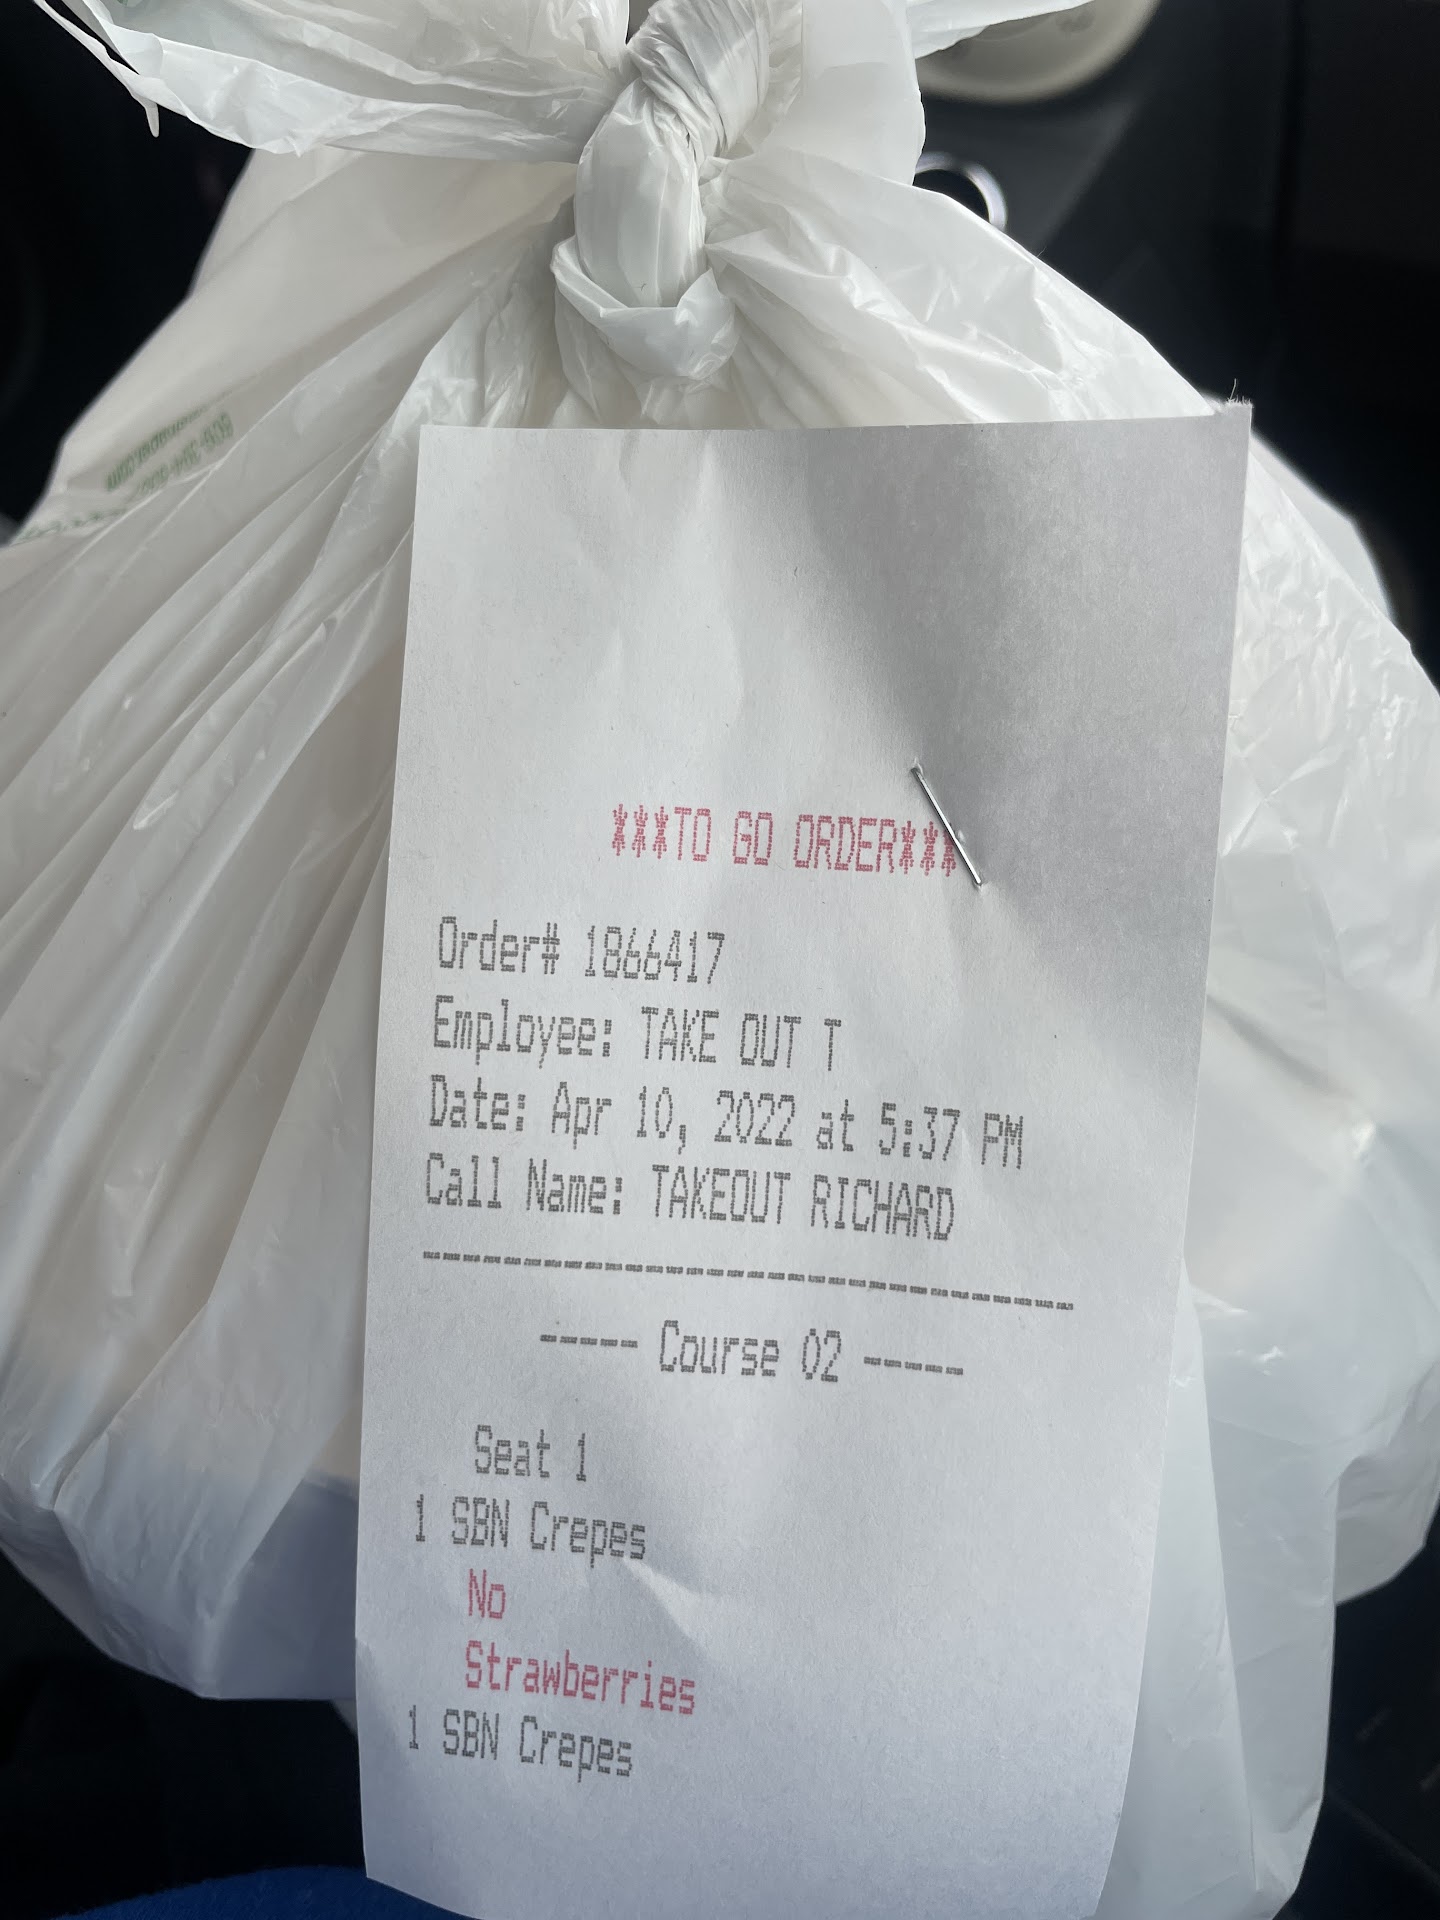 ***TO GO ORDER***
Order# 1866417
Employee: TAKE OUT T
Date: Apr 10, 2022 at 5:37 PM
Call Name: TAKEOUT RICHARD
--------------------------------
----- Course 02 -----
Seat 1
1 SBN Crepes
No
Strawberries
1 SBN Crepes